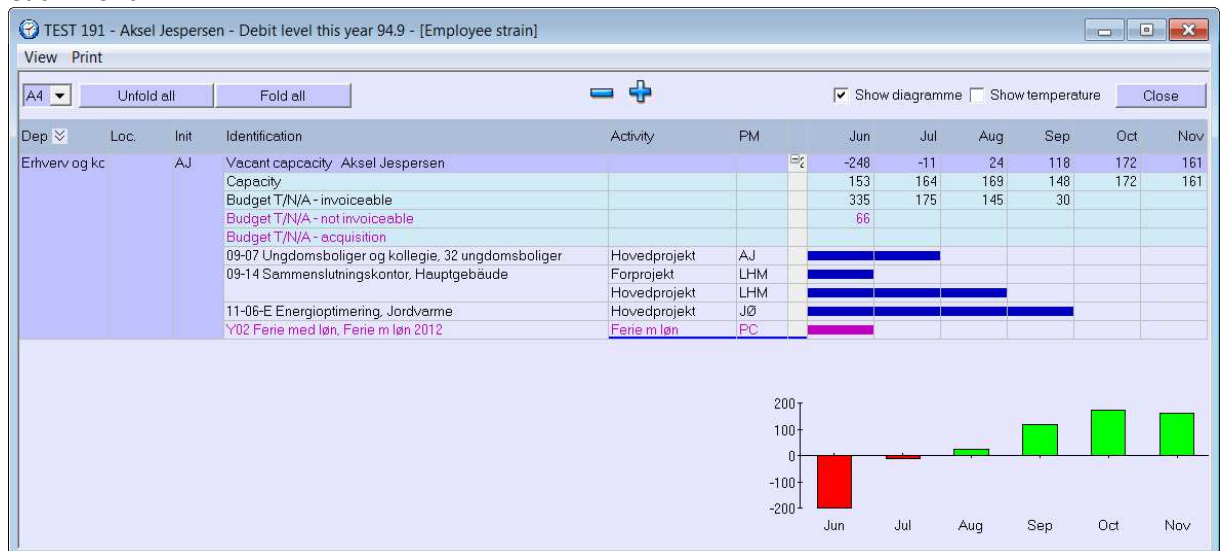 TEST 191 - Aksel Jespersen - Debit level this year 94.9 - [Employee strain]
View Print
A4 Unfold all Fold all Show diagramme Show temperature Close
Dep Loc. Init Identification Activity PM Jun Jul Aug Sep Oct Nov
Erhverv og kc AJ Vacant capcacity Aksel Jespersen -248 -11 24 118 172 161
Capacity 153 164 169 148 172 161
Budget T/N/A - invoiceable 335 175 145 30
Budget T/N/A - not invoiceable 66
Budget T/N/A - acquisition
09-07 Ungdomsboliger og kollegie, 32 ungdomsboliger Hovedprojekt AJ
09-14 Sammenslutningskontor, Hauptgebäude Forprojekt LHM
Hovedprojekt LHM
11-06-E Energioptimering, Jordvarme Hovedprojekt JØ
Y02 Ferie med løn, Ferie m løn 2012 Ferie m løn PC
200
100
0
-100
-200
Jun Jul Aug Sep Oct Nov